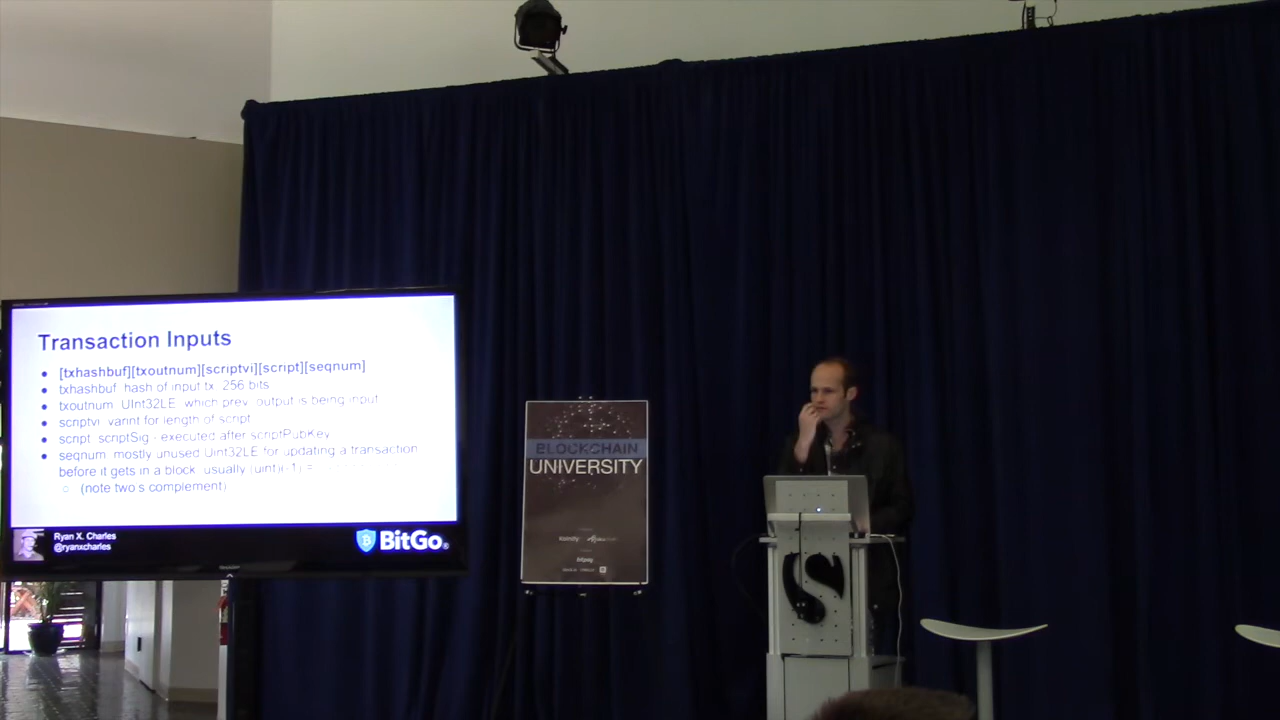 Transaction Inputs
[txhashbuf][txoutnum][scriptvi][script][seqnum]
txhashbuf hash of input tx 256 bits
txoutnum UInt32LE which prev output is being input
scriptvi varint for length of script
script scriptSig - executed after scriptPubKey
seqnum mostly unused Uint32LE for updating a transaction
before it gets in a block usually (uint)(-1) =
(note two's complement)
Ryan X. Charles
@ryanxcharles
BitGo
BLOCKCHAIN
UNIVERSITY
bitpay
S